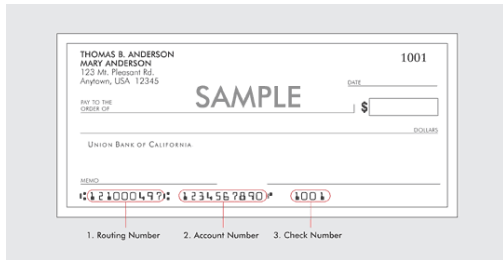 THOMAS B. ANDERSON
MARY ANDERSON
123 Mt. Pleasant Rd.
Anytown, USA 12345
1001
DATE
SAMPLE
PAY TO THE
ORDER OF
$
DOLLARS
UNION BANK OF CALIFORNIA
MEMO
⑆121000497⑆ 1234567890⑈ 1001
1. Routing Number 2. Account Number 3. Check Number